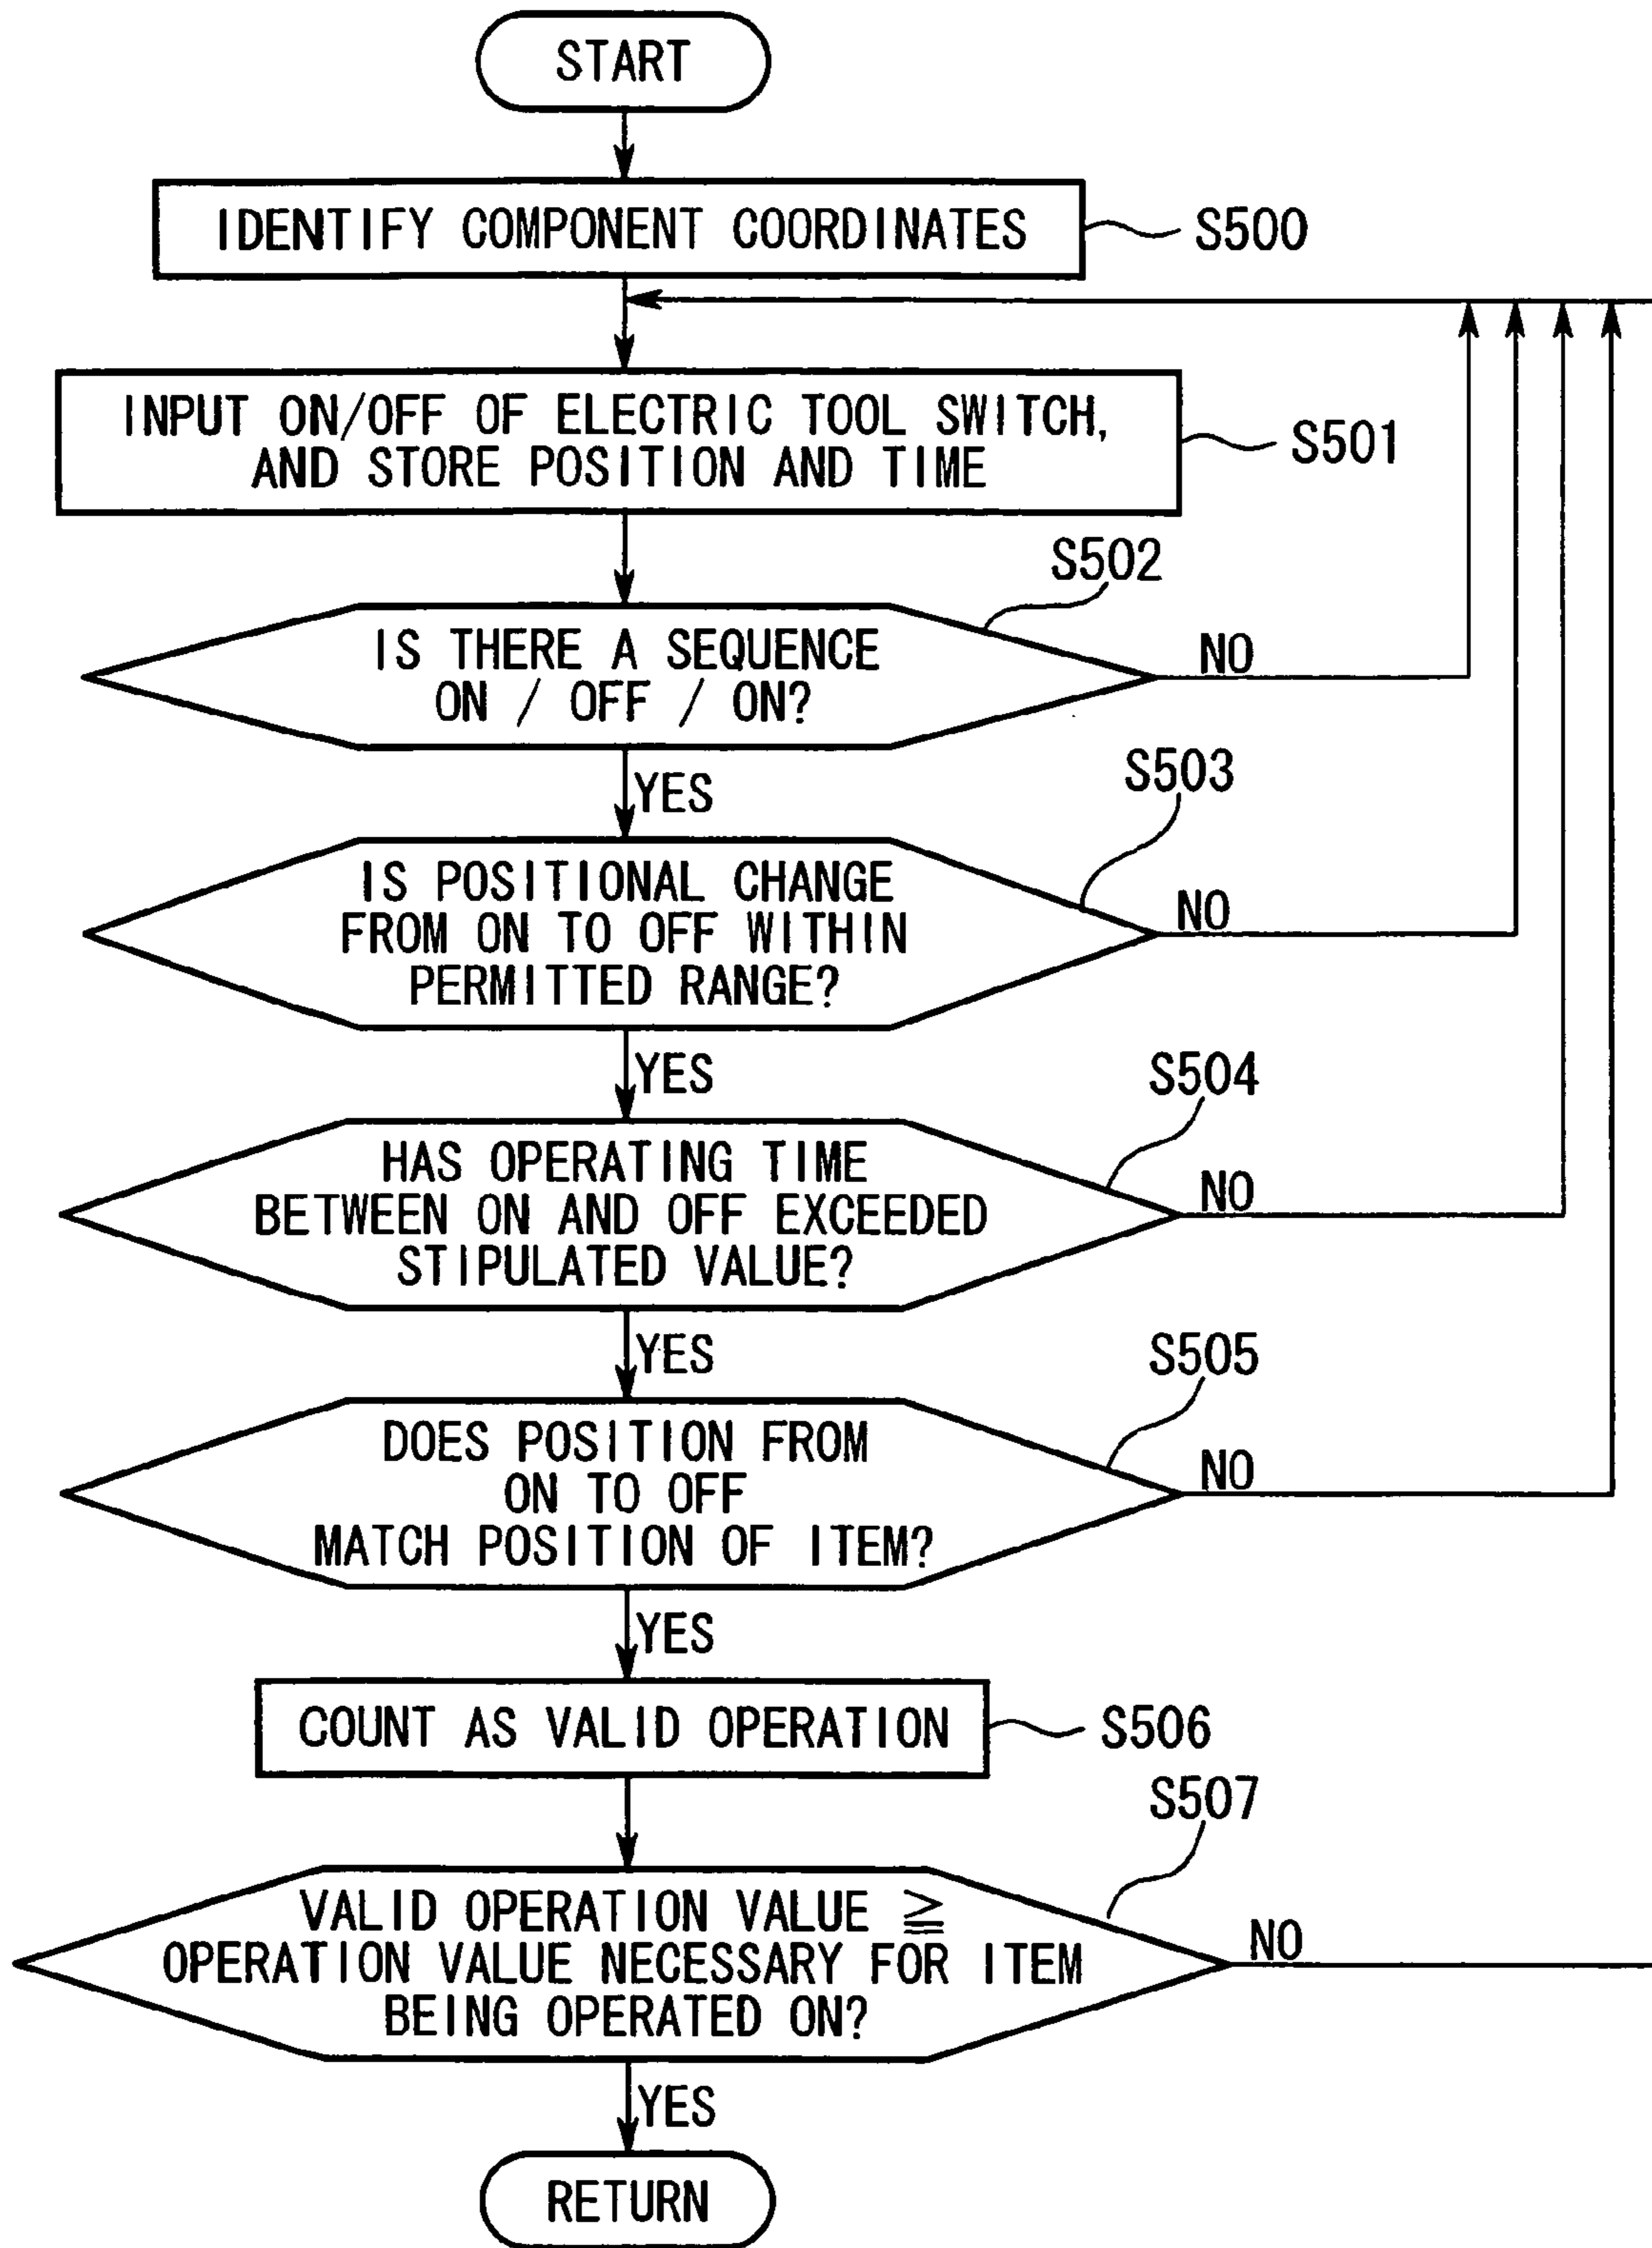 START
IDENTIFY COMPONENT COORDINATES
S500
INPUT ON/OFF OF ELECTRIC TOOL SWITCH,
AND STORE POSITION AND TIME
S501
S502
IS THERE A SEQUENCE
ON / OFF / ON?
NO
YES
S503
IS POSITIONAL CHANGE
FROM ON TO OFF WITHIN
PERMITTED RANGE?
NO
YES
S504
HAS OPERATING TIME
BETWEEN ON AND OFF EXCEEDED
STIPULATED VALUE?
NO
YES
S505
DOES POSITION FROM
ON TO OFF
MATCH POSITION OF ITEM?
NO
YES
COUNT AS VALID OPERATION
S506
S507
VALID OPERATION VALUE ≧
OPERATION VALUE NECESSARY FOR ITEM
BEING OPERATED ON?
NO
YES
RETURN